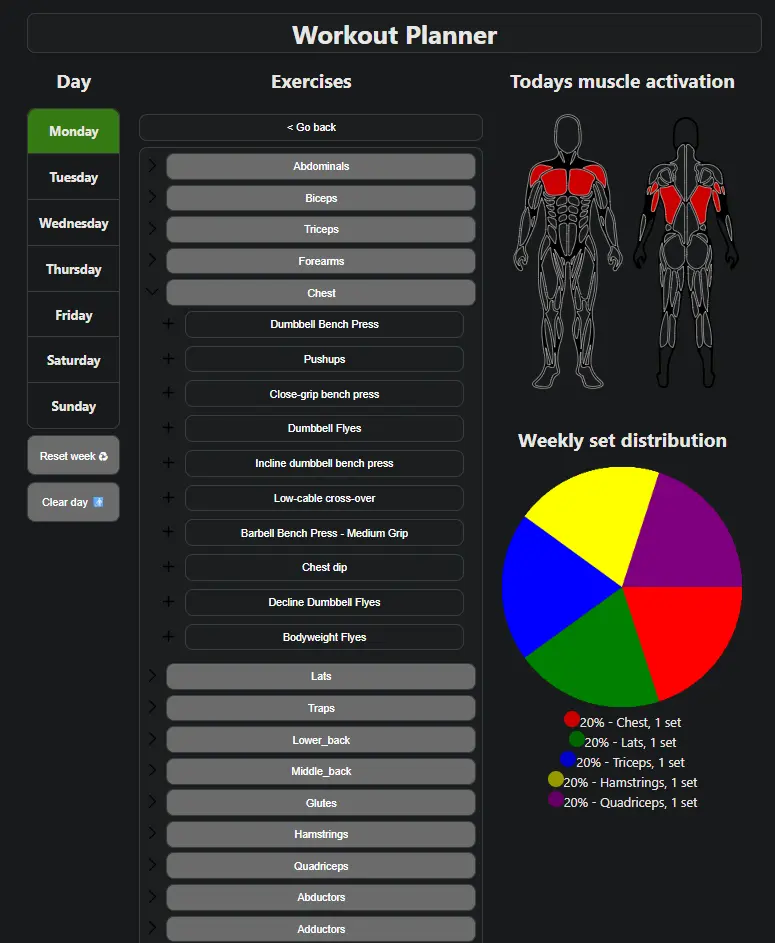 Workout Planner
Day
Monday
Tuesday
Wednesday
Thursday
Friday
Saturday
Sunday
Reset week ♻
Clear day 🚮
Exercises
< Go back
Abdominals
Biceps
Triceps
Forearms
Chest
Dumbbell Bench Press
Pushups
Close-grip bench press
Dumbbell Flyes
Incline dumbbell bench press
Low-cable cross-over
Barbell Bench Press - Medium Grip
Chest dip
Decline Dumbbell Flyes
Bodyweight Flyes
Lats
Traps
Lower_back
Middle_back
Glutes
Hamstrings
Quadriceps
Abductors
Adductors
Todays muscle activation
Weekly set distribution
20% - Chest, 1 set
20% - Lats, 1 set
20% - Triceps, 1 set
20% - Hamstrings, 1 set
20% - Quadriceps, 1 set